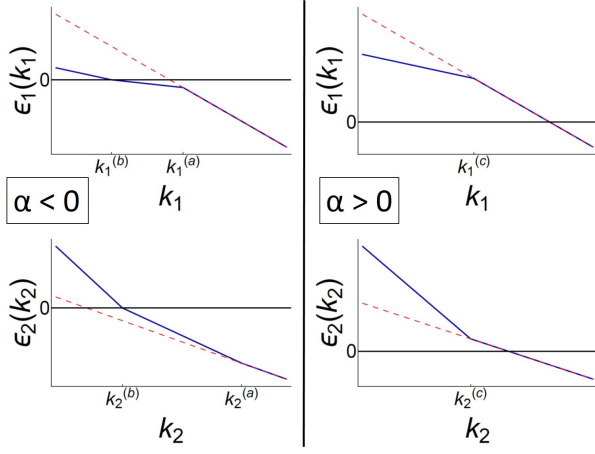 ϵ₁(k₁)
0
k₁⁽ᵇ⁾ k₁⁽ᵃ⁾
k₁
ϵ₁(k₁)
0
k₁⁽ᶜ⁾
k₁
α < 0
α > 0
ϵ₂(k₂)
0
k₂⁽ᵇ⁾ k₂⁽ᵃ⁾
k₂
ϵ₂(k₂)
0
k₂⁽ᶜ⁾
k₂